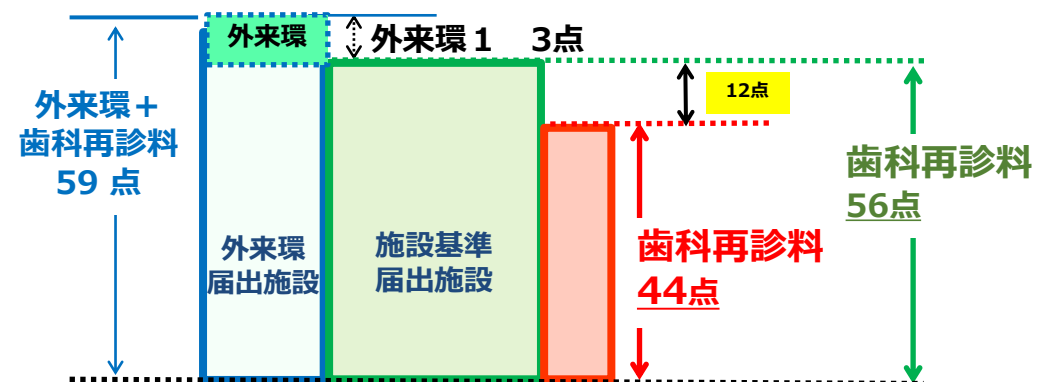 外来環
外来環１　3点
12点
外来環＋
歯科再診料
59 点
歯科再診料
56点
外来環
届出施設
施設基準
届出施設
歯科再診料
44点